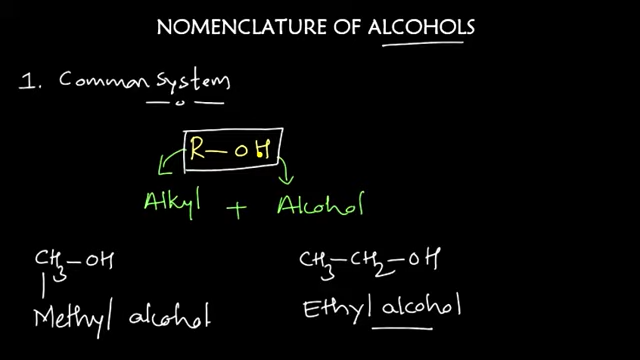 NOMENCLATURE OF ALCOHOLS
1. Common system
R—OH
Alkyl + Alcohol
CH₃—OH CH₃—CH₂—OH
Methyl alcohol Ethyl alcohol